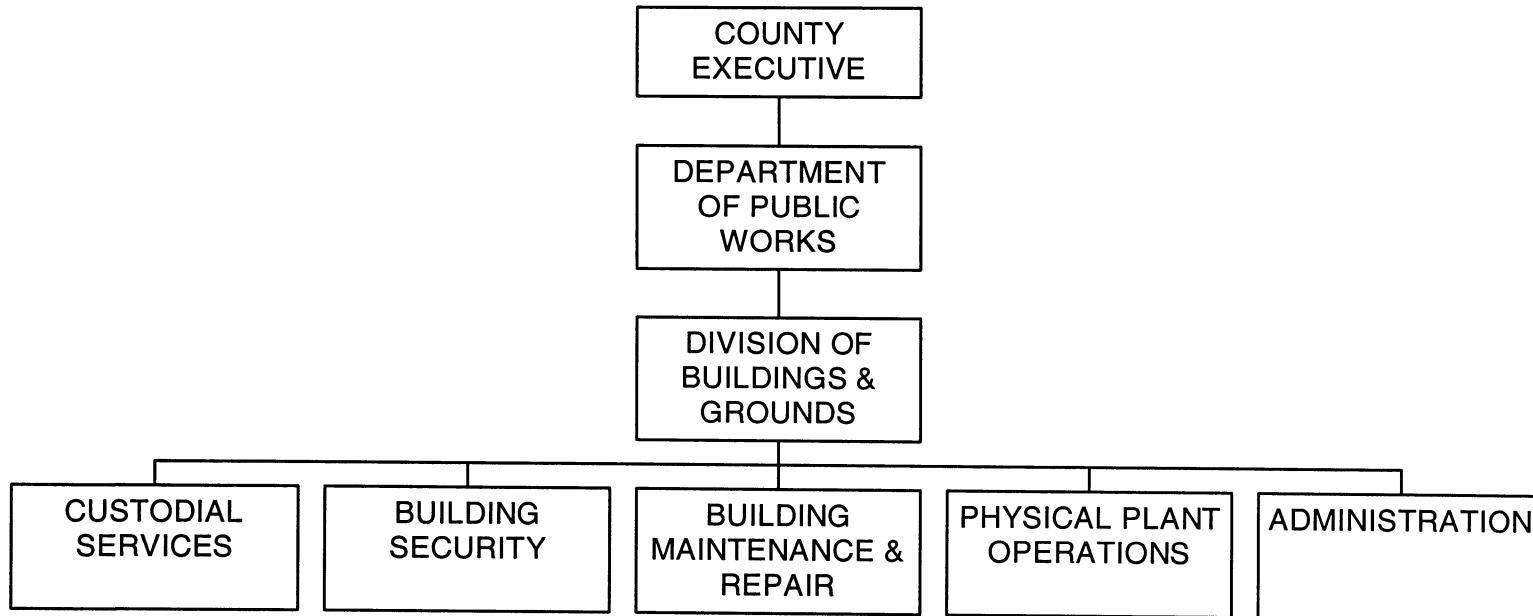 COUNTY
EXECUTIVE
DEPARTMENT
OF PUBLIC
WORKS
DIVISION OF
BUILDINGS &
GROUNDS
CUSTODIAL
SERVICES
BUILDING
SECURITY
BUILDING
MAINTENANCE &
REPAIR
PHYSICAL PLANT
OPERATIONS
ADMINISTRATION